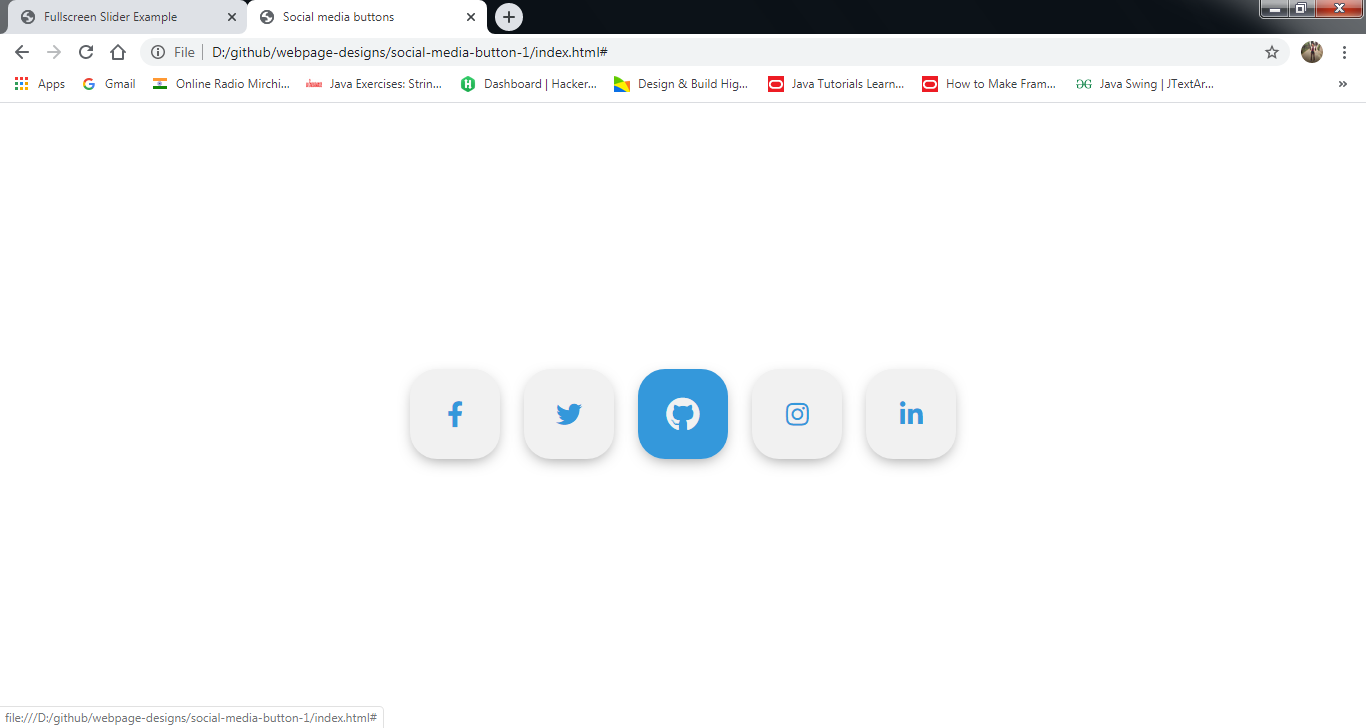 Fullscreen Slider Example
Social media buttons
File
D:/github/webpage-designs/social-media-button-1/index.html#
Apps
Gmail
Online Radio Mirchi...
Java Exercises: Strin...
Dashboard | Hacker...
Design & Build Hig...
Java Tutorials Learn...
How to Make Fram...
Java Swing | JTextAr...
file:///D:/github/webpage-designs/social-media-button-1/index.html#